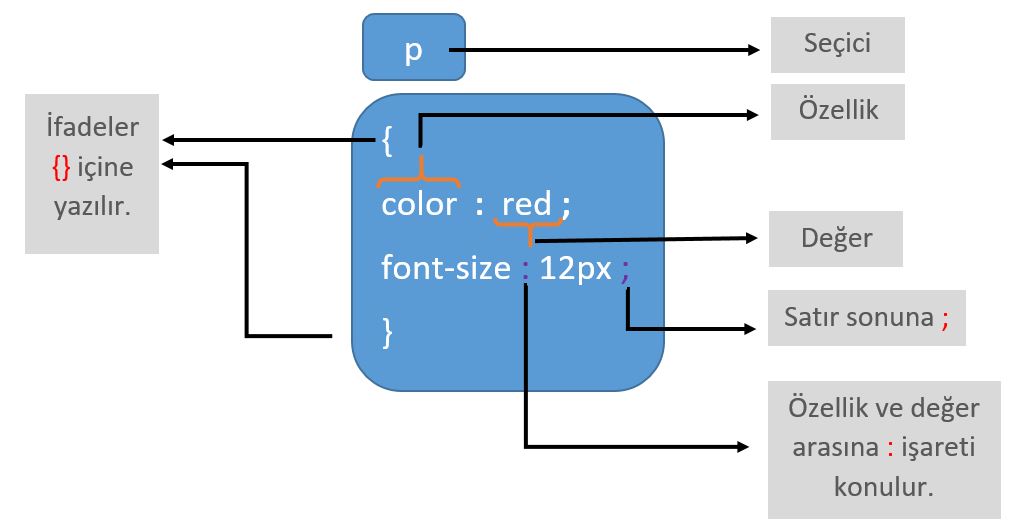 p
Seçici
Özellik
İfadeler
{} içine
yazılır.
{
color : red ;
Değer
font-size : 12px ;
Satır sonuna ;
}
Özellik ve değer
arasına : işareti
konulur.